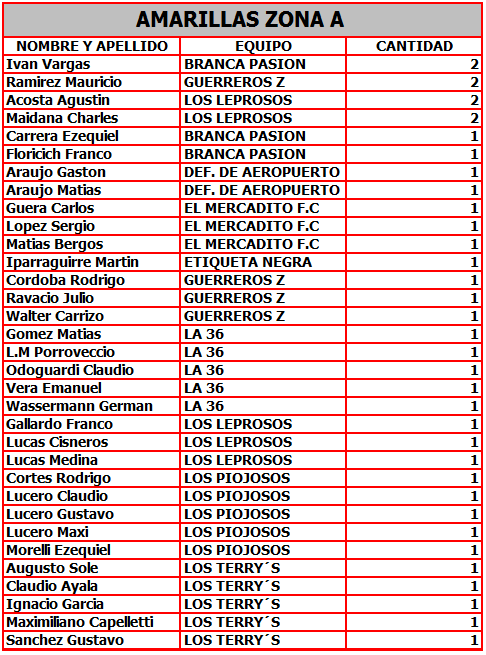 AMARILLAS ZONA A
NOMBRE Y APELLIDO EQUIPO CANTIDAD
Ivan Vargas BRANCA PASION 2
Ramirez Mauricio GUERREROS Z 2
Acosta Agustin LOS LEPROSOS 2
Maidana Charles LOS LEPROSOS 2
Carrera Ezequiel BRANCA PASION 1
Floricich Franco BRANCA PASION 1
Araujo Gaston DEF. DE AEROPUERTO 1
Araujo Matias DEF. DE AEROPUERTO 1
Guera Carlos EL MERCADITO F.C 1
Lopez Sergio EL MERCADITO F.C 1
Matias Bergos EL MERCADITO F.C 1
Iparraguirre Martin ETIQUETA NEGRA 1
Cordoba Rodrigo GUERREROS Z 1
Ravacio Julio GUERREROS Z 1
Walter Carrizo GUERREROS Z 1
Gomez Matias LA 36 1
L.M Porroveccio LA 36 1
Odoguardi Claudio LA 36 1
Vera Emanuel LA 36 1
Wassermann German LA 36 1
Gallardo Franco LOS LEPROSOS 1
Lucas Cisneros LOS LEPROSOS 1
Lucas Medina LOS LEPROSOS 1
Cortes Rodrigo LOS PIOJOSOS 1
Lucero Claudio LOS PIOJOSOS 1
Lucero Gustavo LOS PIOJOSOS 1
Lucero Maxi LOS PIOJOSOS 1
Morelli Ezequiel LOS PIOJOSOS 1
Augusto Sole LOS TERRY´S 1
Claudio Ayala LOS TERRY´S 1
Ignacio Garcia LOS TERRY´S 1
Maximiliano Capelletti LOS TERRY´S 1
Sanchez Gustavo LOS TERRY´S 1